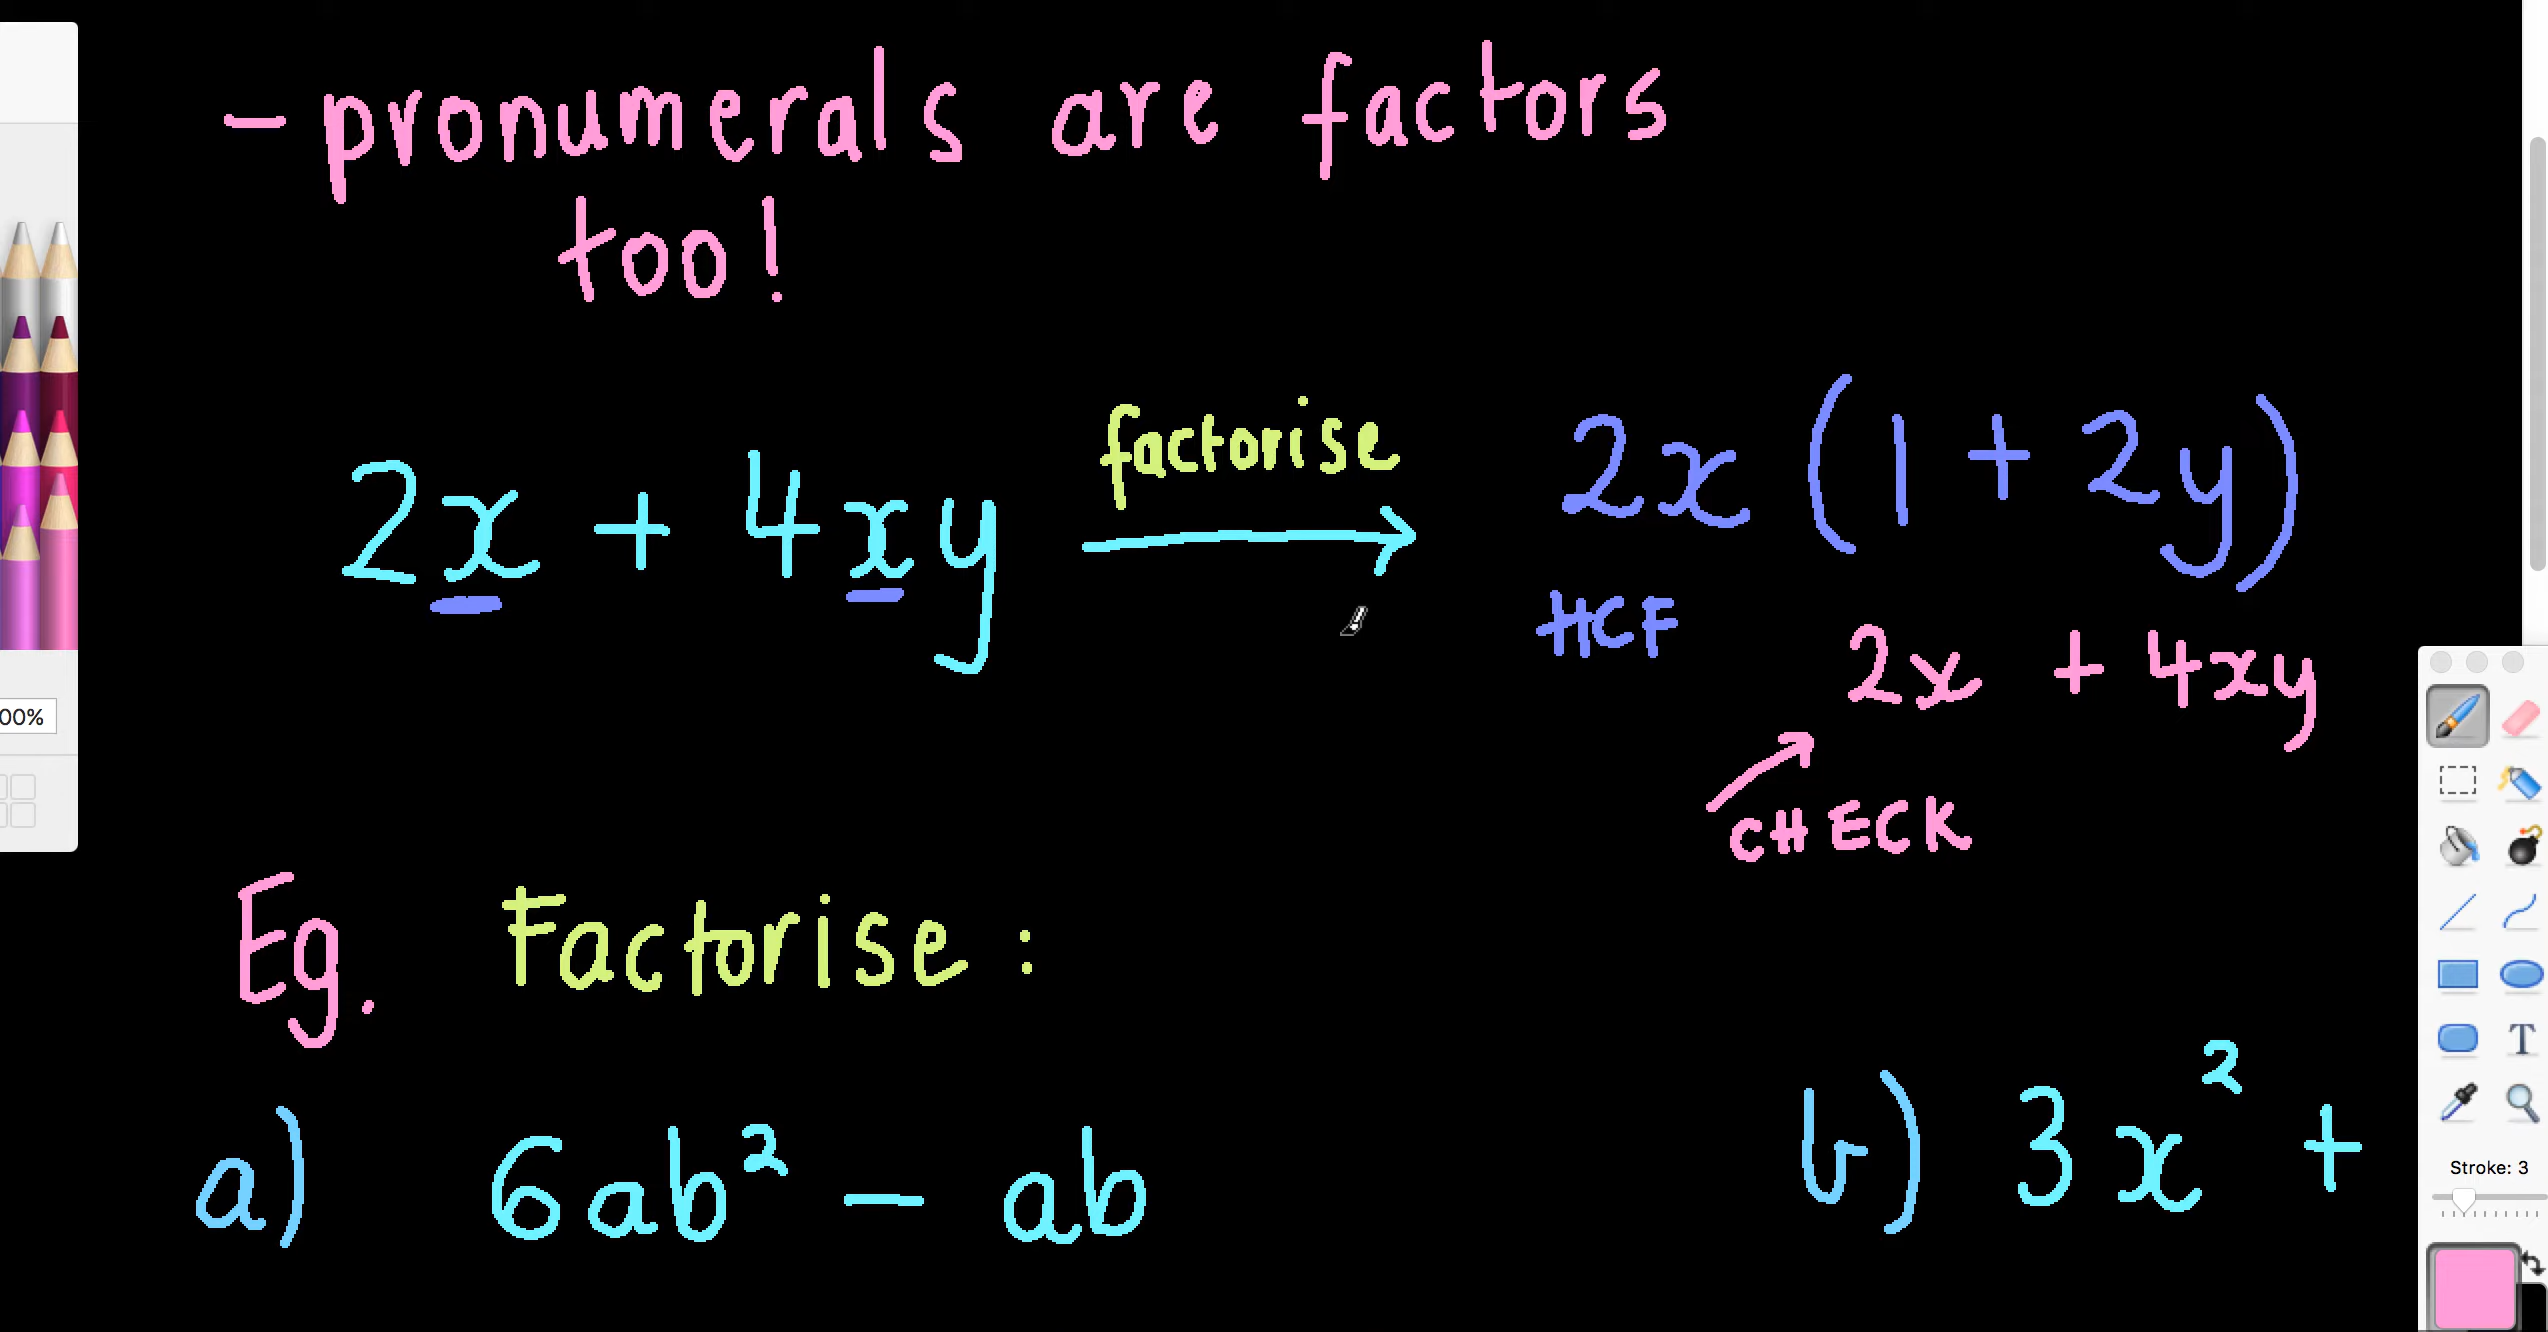 - pronumerals are factors
too!
2x + 4xy factorise 2x (1 + 2y)
HCF
2x + 4xy
CHECK
00%
Eg. Factorise :
a) 6ab² - ab
b) 3x² +
Stroke: 3
T